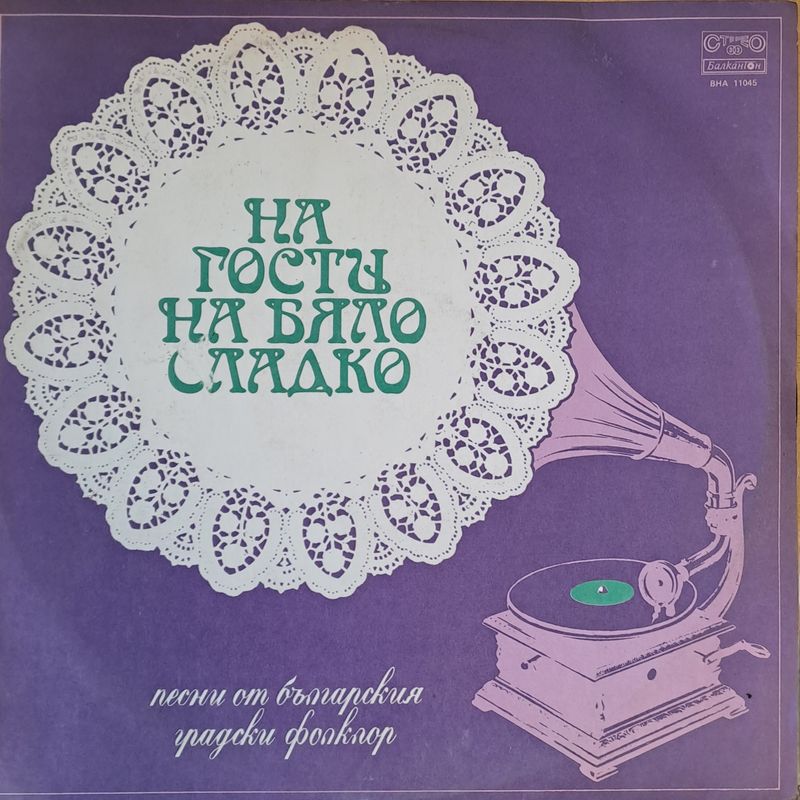 СТЕРЕО
Балкантон
ВНА 11045
НА
ГОСТИ
НА БЯЛО
СЛАДКО
песни от българския
градски фолклор